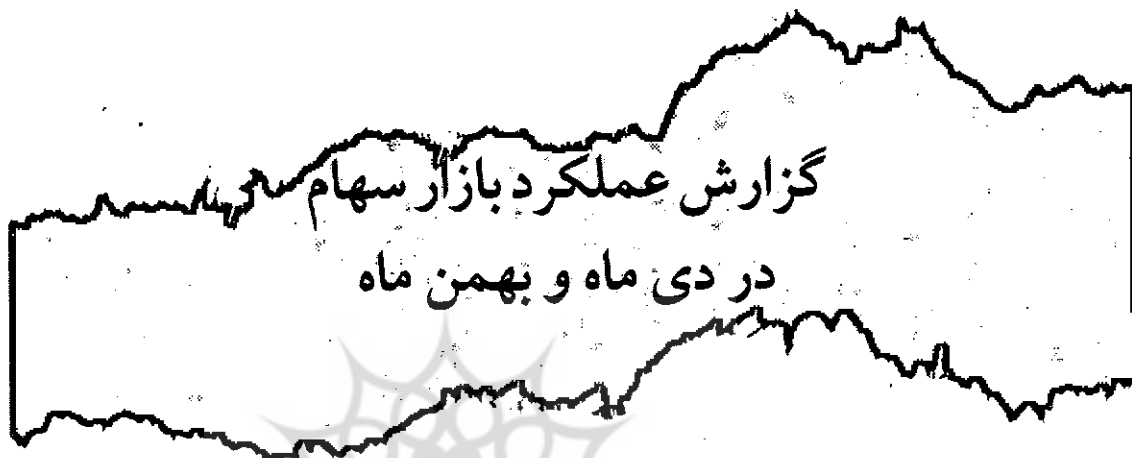 گزارش عملکرد بازار سهام
در دی ماه و بهمن ماه